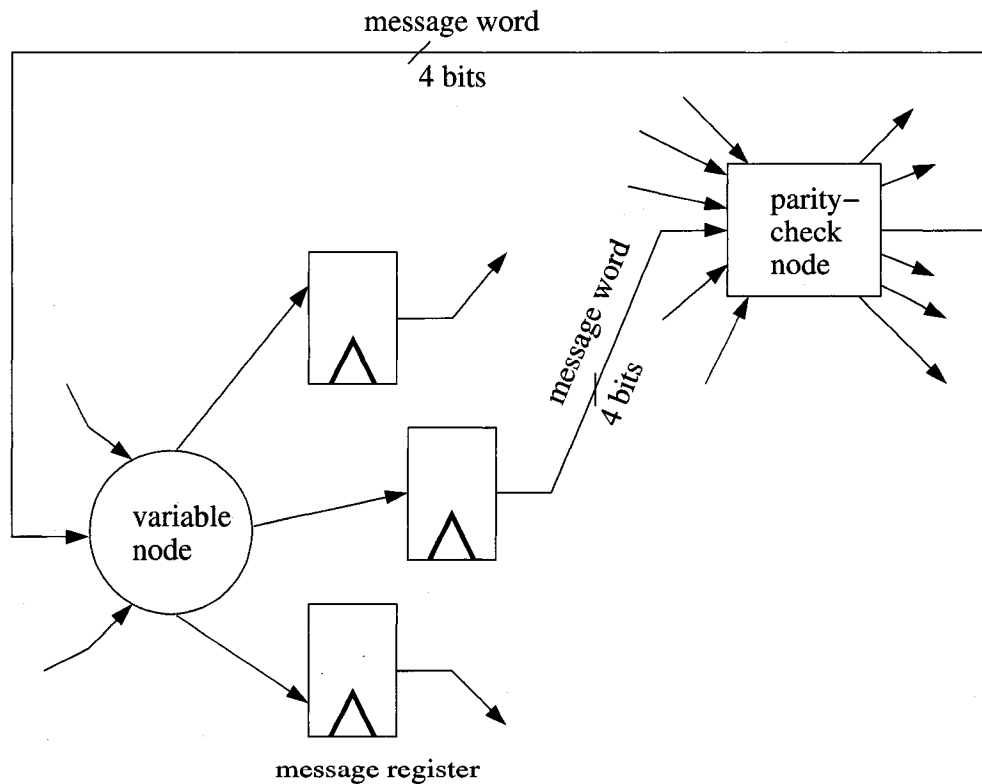 message word
4 bits
parity−
check
node
message word
4 bits
variable
node
message register